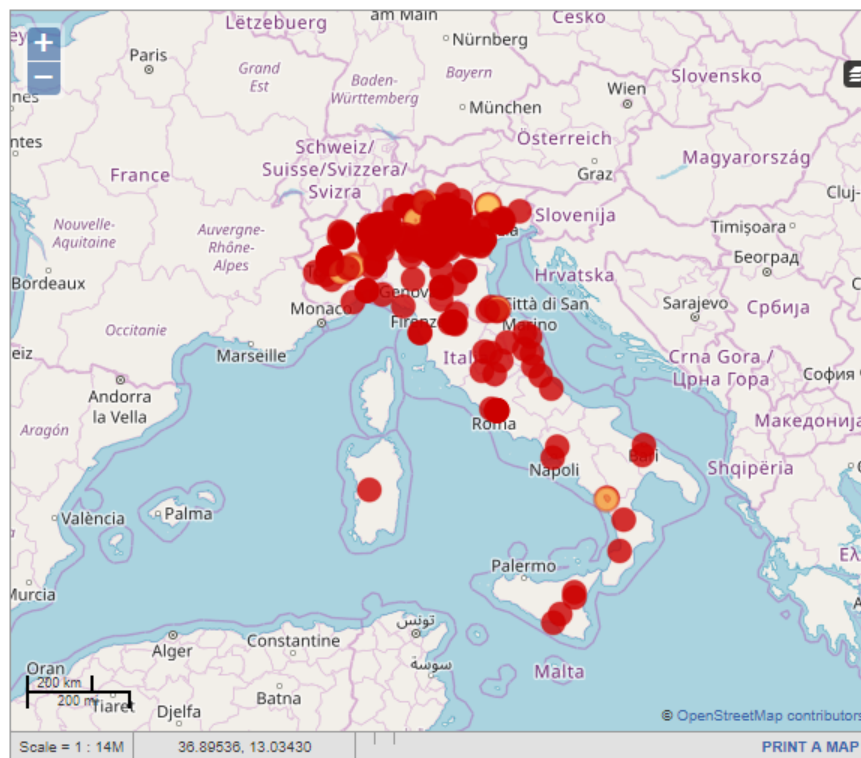 Lëtzebuerg
am Main
Česko
+
−
Nürnberg
Paris
Grand
Est
Baden-
Württemberg
Bayern
Slovensko
Wien
München
Schweiz/
Suisse/Svizzera/
Svizra
Österreich
Graz
Magyarország
France
Cluj-
Slovenija
Nouvelle-
Aquitaine
Auvergne-
Rhône-
Alpes
Timișoara
Београд
Bordeaux
Hrvatska
Genova
Monaco
Città di San
Marino
Sarajevo
Србија
Occitanie
Firenze
Marseille
Crna Gora /
Црна Гора
София
Andorra
la Vella
Македонија
Aragón
Roma
Bari
Shqipëria
Napoli
València
Palma
Palermo
Murcia
تونس
Constantine
Alger
سوسة
Oran
Malta
200 km
200 mi
Tiaret
Batna
Djelfa
© OpenStreetMap contributors
Scale = 1 : 14M
36.89536, 13.03430
PRINT A MAP